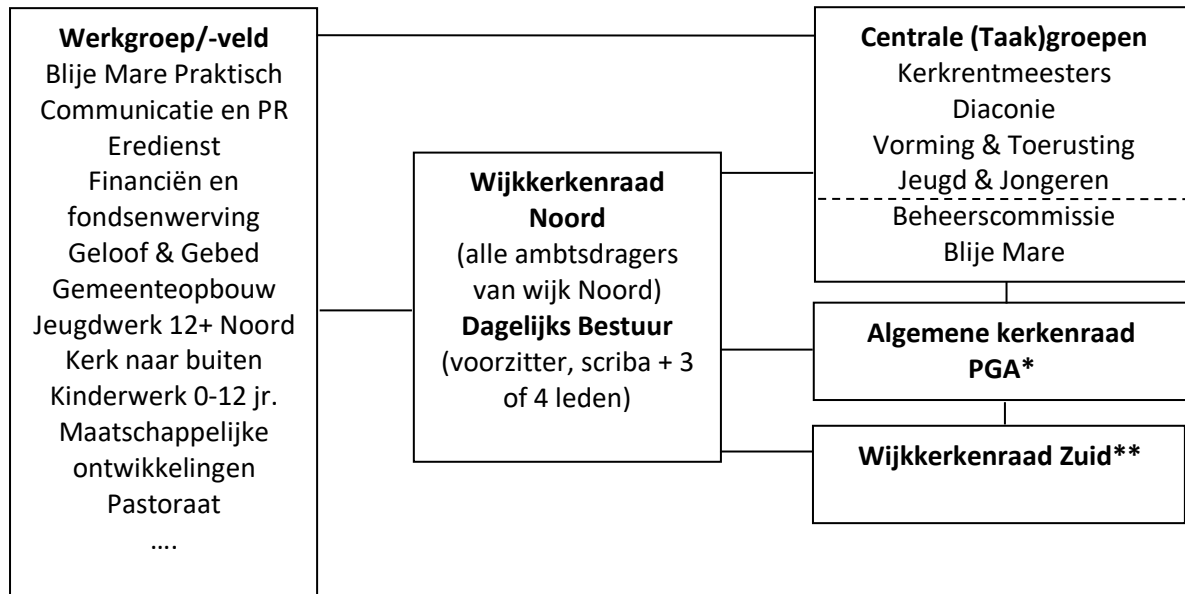 Werkgroep/-veld
Blije Mare Praktisch
Communicatie en PR
Eredienst
Financiën en
fondsenwerving
Geloof & Gebed
Gemeenteopbouw
Jeugdwerk 12+ Noord
Kerk naar buiten
Kinderwerk 0-12 jr.
Maatschappelijke
ontwikkelingen
Pastoraat
….
Wijkkerkenraad
Noord
(alle ambtsdragers
van wijk Noord)
Dagelijks Bestuur
(voorzitter, scriba + 3
of 4 leden)
Centrale (Taak)groepen
Kerkrentmeesters
Diaconie
Vorming & Toerusting
Jeugd & Jongeren
Beheerscommissie
Blije Mare
Algemene kerkenraad
PGA*
Wijkkerkenraad Zuid**